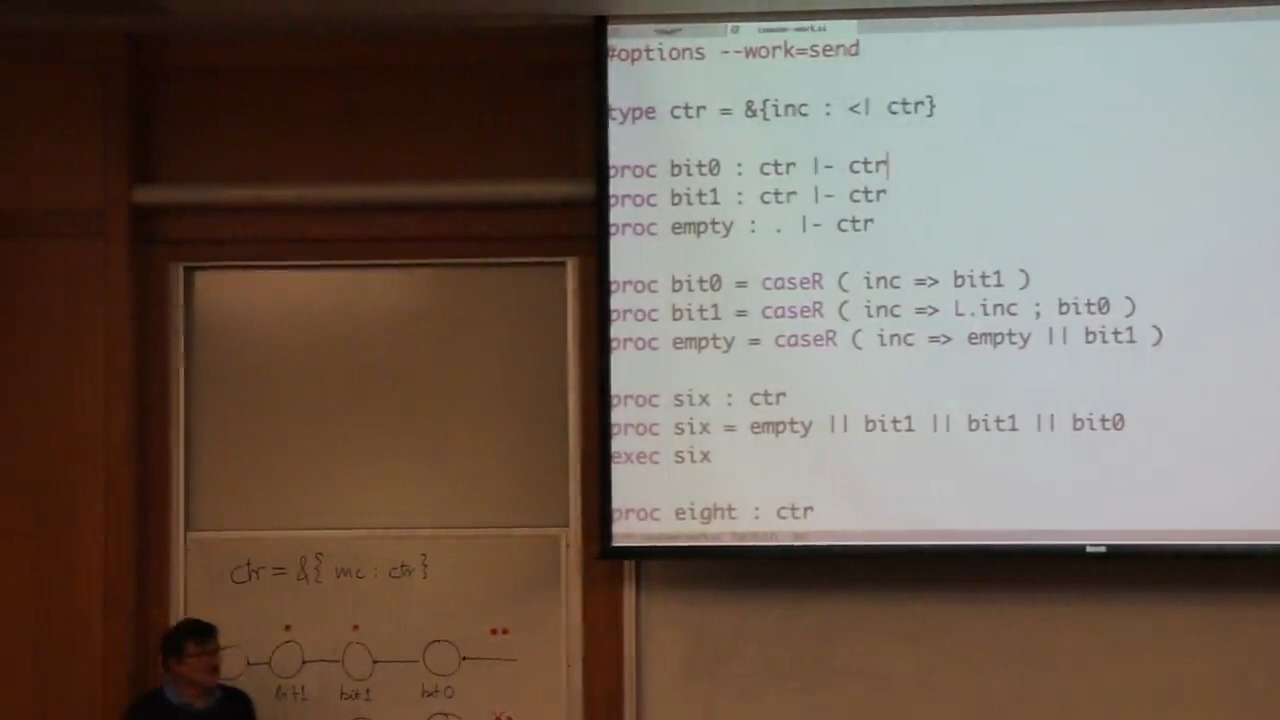 #options --work=send
type ctr = &{inc : <| ctr}
proc bit0 : ctr |- ctr
proc bit1 : ctr |- ctr
proc empty : . |- ctr
proc bit0 = caseR ( inc => bit1 )
proc bit1 = caseR ( inc => L.inc ; bit0 )
proc empty = caseR ( inc => empty || bit1 )
proc six : ctr
proc six = empty || bit1 || bit1 || bit0
exec six
proc eight : ctr
ctr = &{ inc : ctr }
bit1 bit1 bit0